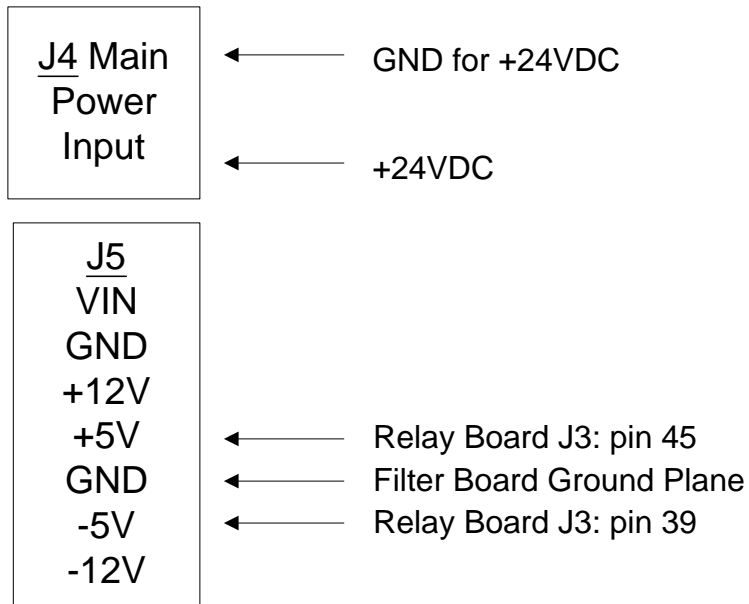 J4 Main
Power
Input
GND for +24VDC
+24VDC
J5
VIN
GND
+12V
+5V
GND
-5V
-12V
Relay Board J3: pin 45
Filter Board Ground Plane
Relay Board J3: pin 39